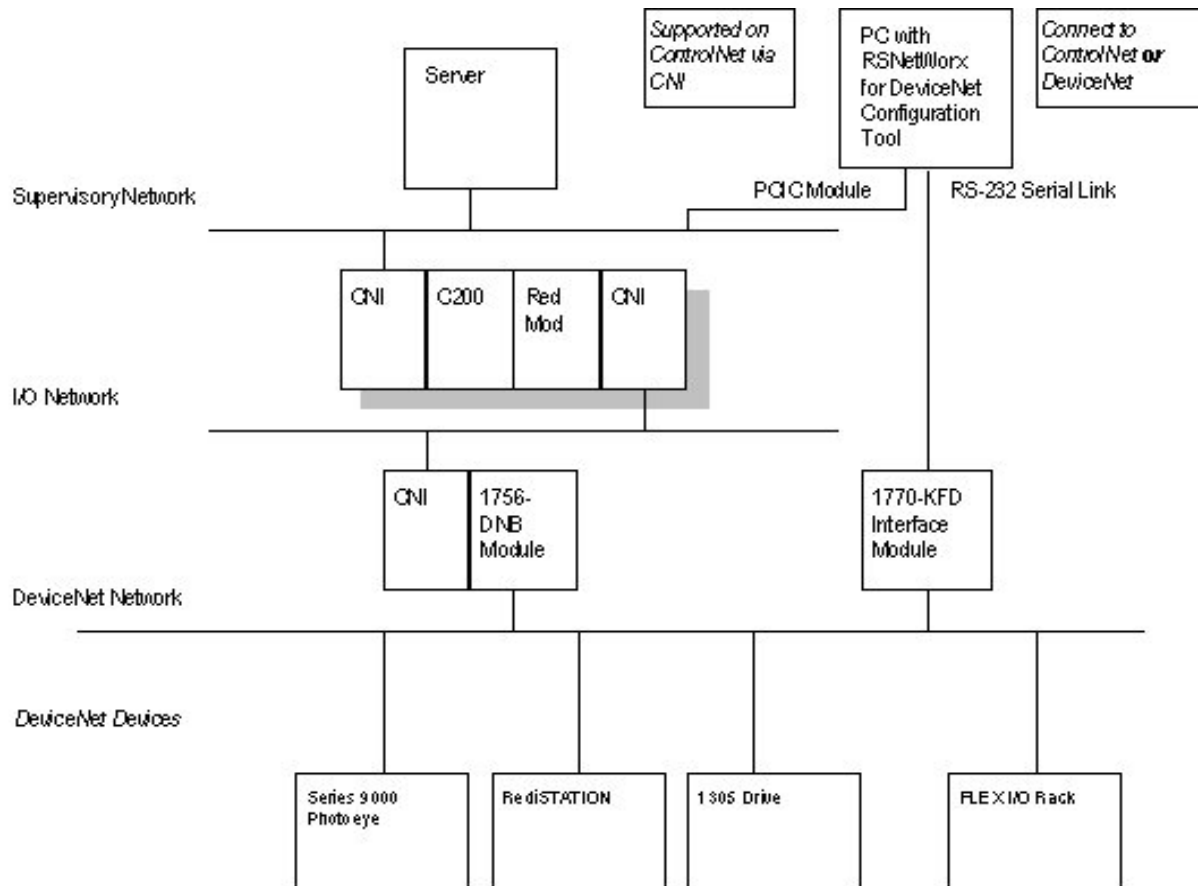 Supported on
ControlNet via
CNI
PC with
RSNetWorx
for DeviceNet
Configuration
Tool
Connect to
ControlNet or
DeviceNet
Server
Supervisory Network
PCIC Module
RS-232 Serial Link
CNI
C200
Red
Mod
CNI
I/O Network
CNI
1756-
DNB
Module
1770-KFD
Interface
Module
DeviceNet Network
DeviceNet Devices
Series 9000
Photoeye
RediSTATION
1305 Drive
FLEX I/O Rack